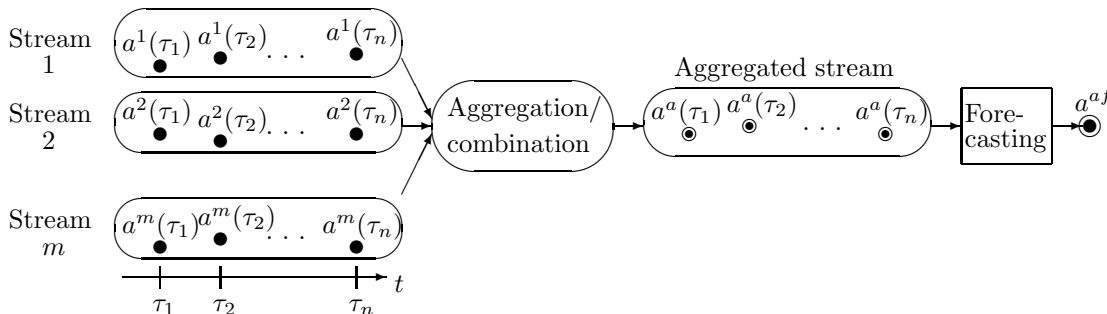 Stream
1
a¹(τ₁) a¹(τ₂) . . . a¹(τₙ)
Stream
2
a²(τ₁) a²(τ₂) . . . a²(τₙ)
Stream
m
aᵐ(τ₁) aᵐ(τ₂) . . . aᵐ(τₙ)
τ₁ τ₂ τₙ t
Aggregation/
combination
Aggregated stream
aᵃ(τ₁) aᵃ(τ₂) . . . aᵃ(τₙ)
Fore-
casting
aᵃᶠ